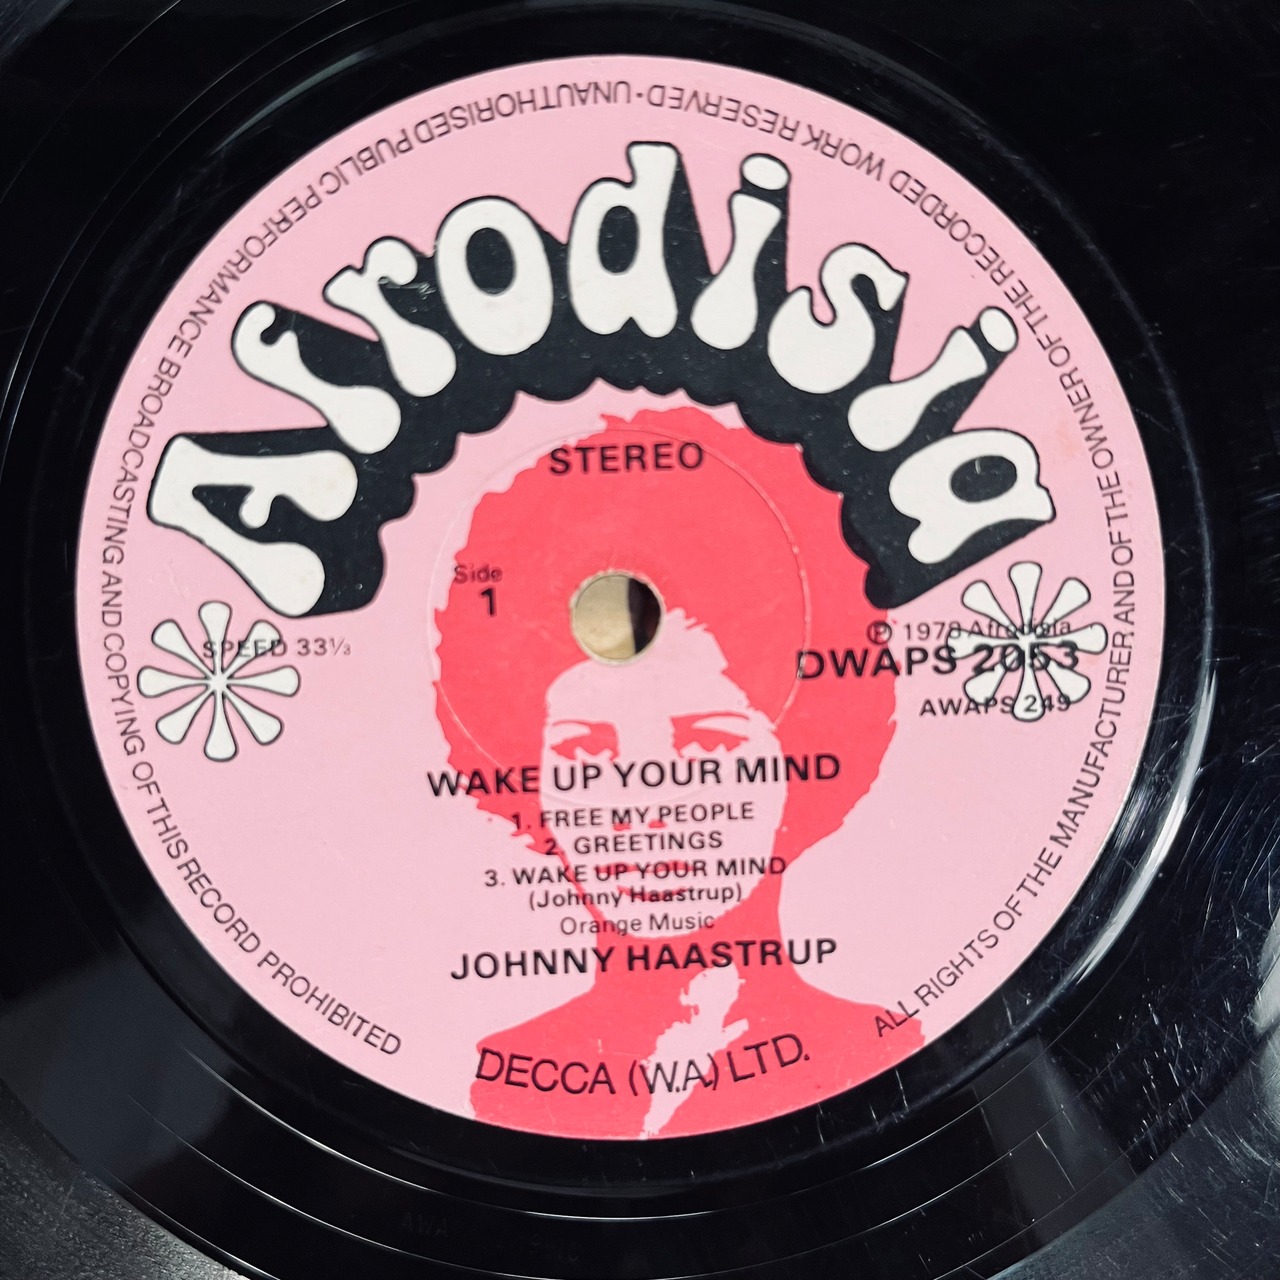 Afrodisia
STEREO
Side
1
SPEED 33⅓
Ⓟ 1978 Afrodisia
DWAPS 2053
AWAPS 249
WAKE UP YOUR MIND
1. FREE MY PEOPLE
2. GREETINGS
3. WAKE UP YOUR MIND
(Johnny Haastrup)
Orange Music
JOHNNY HAASTRUP
DECCA (W.A.) LTD.
ALL RIGHTS OF THE MANUFACTURER AND OF THE OWNER OF THE RECORDED WORK RESERVED · UNAUTHORISED PUBLIC PERFORMANCE BROADCASTING AND COPYING OF THIS RECORD PROHIBITED